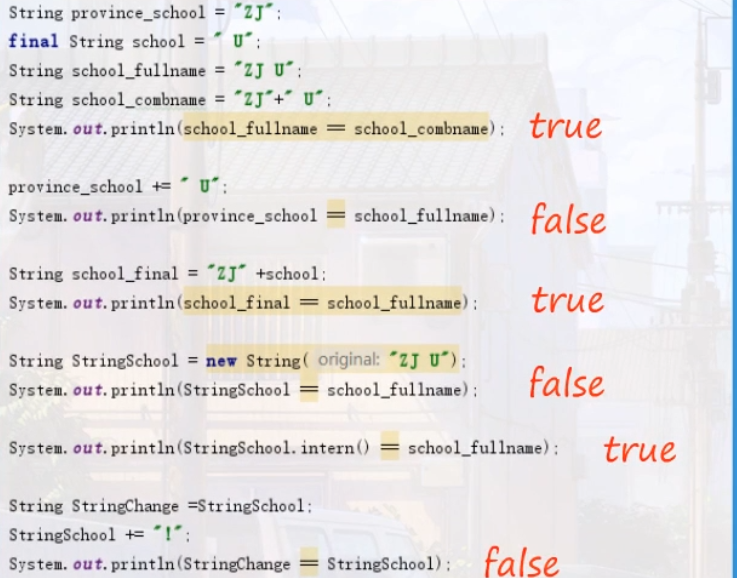 String province_school = "ZJ";
final String school = " U";
String school_fullname = "ZJ U";
String school_combname = "ZJ"+" U";
System.out.println(school_fullname == school_combname); true
province_school += " U";
System.out.println(province_school == school_fullname); false
String school_final = "ZJ" +school;
System.out.println(school_final == school_fullname); true
String StringSchool = new String( original: "ZJ U");
System.out.println(StringSchool == school_fullname); false
System.out.println(StringSchool.intern() == school_fullname); true
String StringChange =StringSchool;
StringSchool += "!";
System.out.println(StringChange == StringSchool); false